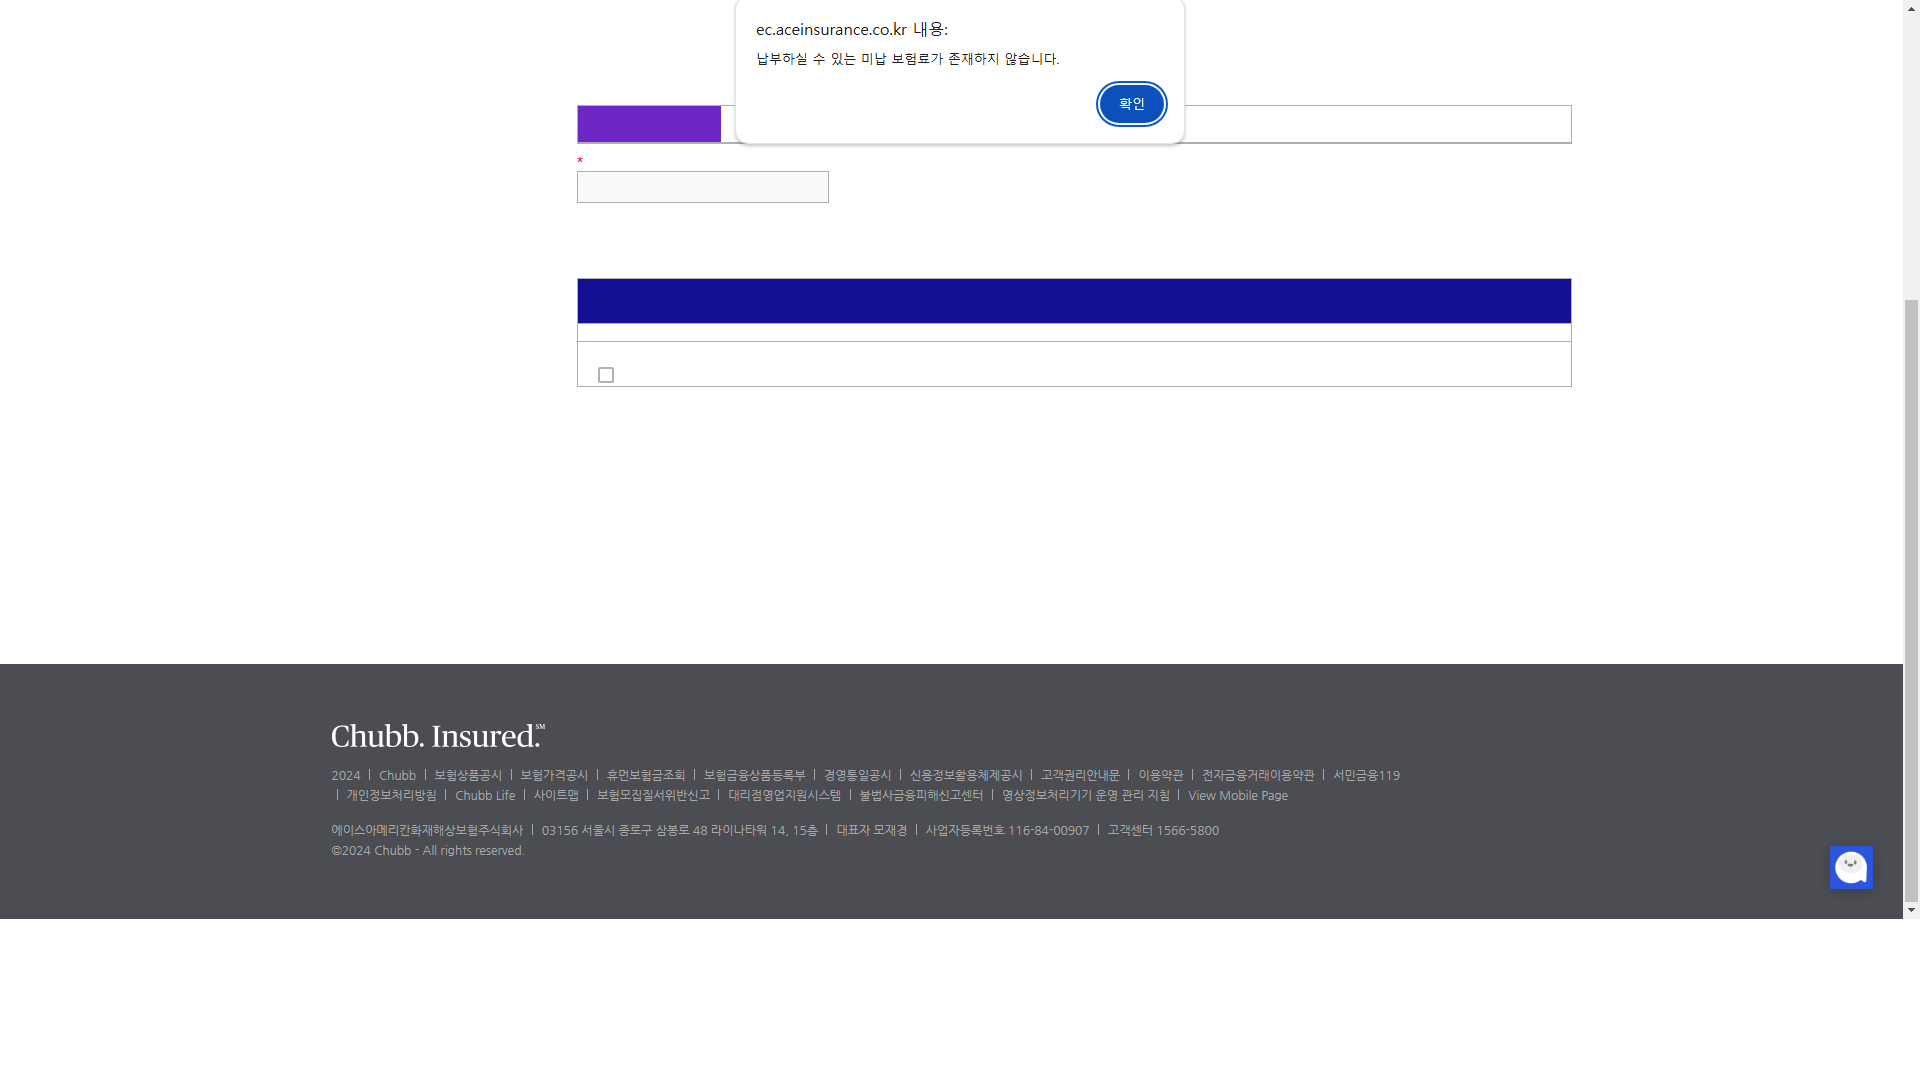 ec.aceinsurance.co.kr 내용:
납부하실 수 있는 미납 보험료가 존재하지 않습니다.
확인
*
Chubb. Insured.℠
2024 | Chubb | 보험상품공시 | 보험가격공시 | 휴먼보험금조회 | 보험금융상품등록부 | 경영통일공시 | 신용정보활용체제공시 | 고객권리안내문 | 이용약관 | 전자금융거래이용약관 | 서민금융119
| 개인정보처리방침 | Chubb Life | 사이트맵 | 보험모집질서위반신고 | 대리점영업지원시스템 | 불법사금융피해신고센터 | 영상정보처리기기 운영 관리 지침 | View Mobile Page
에이스아메리칸화재해상보험주식회사 | 03156 서울시 종로구 삼봉로 48 라이나타워 14, 15층 | 대표자 모재경 | 사업자등록번호 116-84-00907 | 고객센터 1566-5800
©2024 Chubb - All rights reserved.